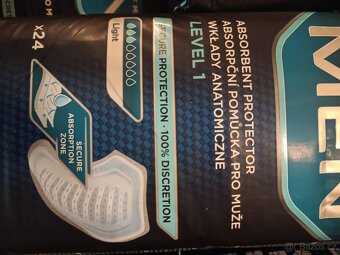 MEN
ABSORBENT PROTECTOR
ABSORPČNÍ POMŮCKA PRO MUŽE
WKŁADY ANATOMICZNE
LEVEL 1
SECURE PROTECTION - 100% DISCRETION
Light
x24
SECURE
ABSORPTION
ZONE